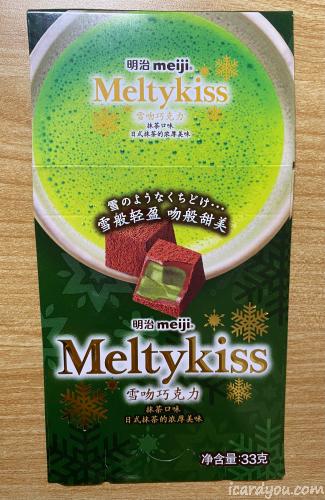 明治 meiji
Meltykiss
雪吻巧克力
抹茶口味
日式抹茶的浓厚美味
雪のようなくちどけ…
雪般轻盈 吻般甜美
明治 meiji
Meltykiss
雪吻巧克力
抹茶口味
日式抹茶的浓厚美味
净含量:33克
icardyou.com